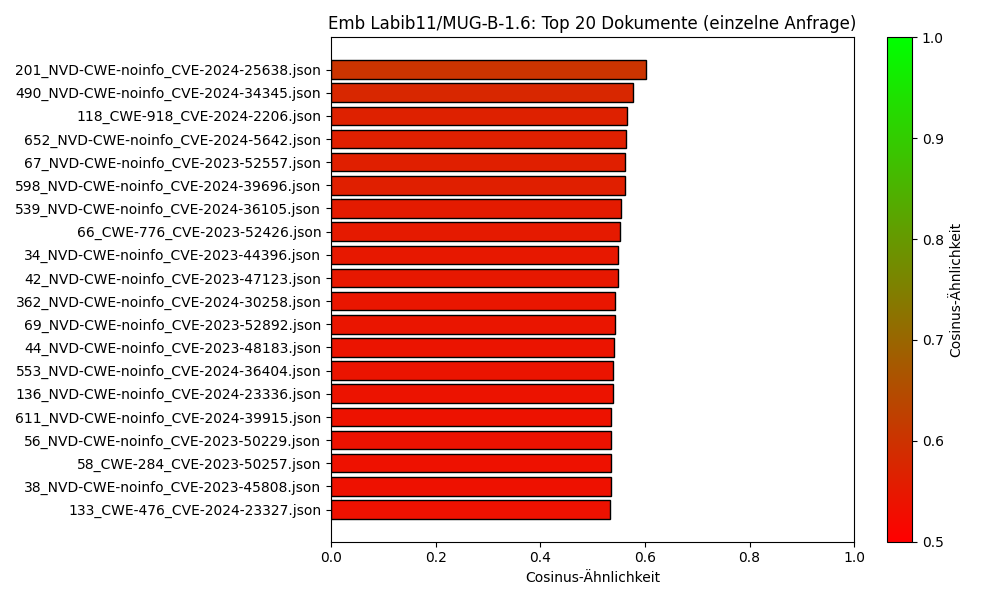 Emb Labib11/MUG-B-1.6: Top 20 Dokumente (einzelne Anfrage)
201_NVD-CWE-noinfo_CVE-2024-25638.json
490_NVD-CWE-noinfo_CVE-2024-34345.json
118_CWE-918_CVE-2024-2206.json
652_NVD-CWE-noinfo_CVE-2024-5642.json
67_NVD-CWE-noinfo_CVE-2023-52557.json
598_NVD-CWE-noinfo_CVE-2024-39696.json
539_NVD-CWE-noinfo_CVE-2024-36105.json
66_CWE-776_CVE-2023-52426.json
34_NVD-CWE-noinfo_CVE-2023-44396.json
42_NVD-CWE-noinfo_CVE-2023-47123.json
362_NVD-CWE-noinfo_CVE-2024-30258.json
69_NVD-CWE-noinfo_CVE-2023-52892.json
44_NVD-CWE-noinfo_CVE-2023-48183.json
553_NVD-CWE-noinfo_CVE-2024-36404.json
136_NVD-CWE-noinfo_CVE-2024-23336.json
611_NVD-CWE-noinfo_CVE-2024-39915.json
56_NVD-CWE-noinfo_CVE-2023-50229.json
58_CWE-284_CVE-2023-50257.json
38_NVD-CWE-noinfo_CVE-2023-45808.json
133_CWE-476_CVE-2024-23327.json
0.0 0.2 0.4 0.6 0.8 1.0
Cosinus-Ähnlichkeit
1.0
0.9
0.8
0.7
0.6
0.5
Cosinus-Ähnlichkeit